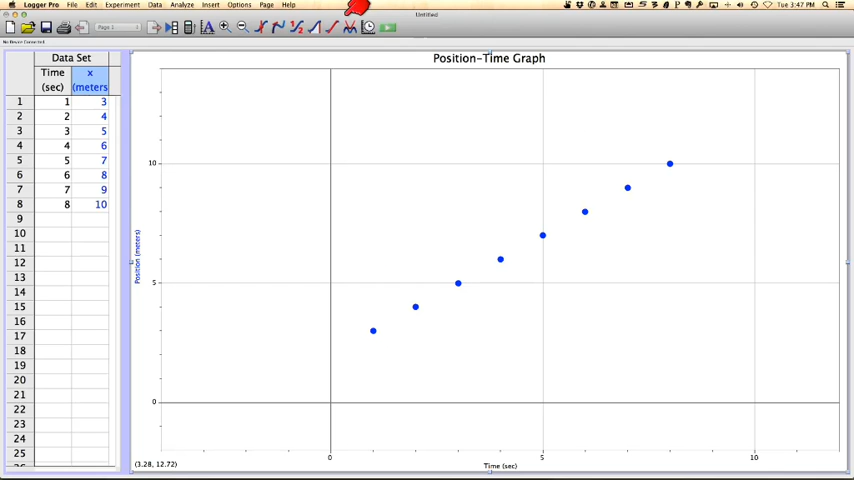 Logger Pro File Edit Experiment Data Analyze Insert Options Page Help Tue 3:47 PM
Untitled
Page 1
No Device Connected
Data Set
Time (sec) x (meters
1 1 3
2 2 4
3 3 5
4 4 6
5 5 7
6 6 8
7 7 9
8 8 10
9
10
11
12
13
14
15
16
17
18
19
20
21
22
23
24
25
Position-Time Graph
10
Position (meters)
5
0
0 5 10
(3.28, 12.72)
Time (sec)